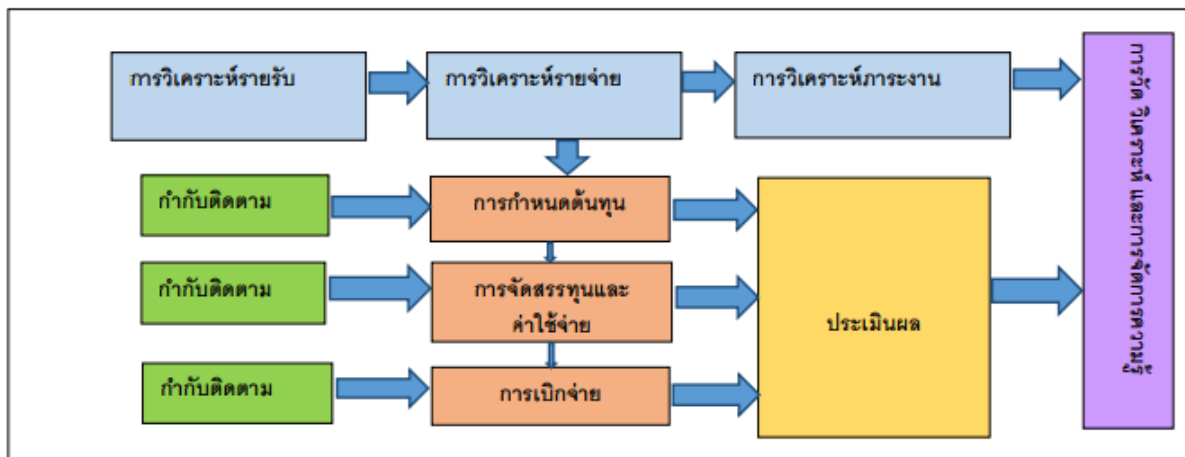 การวิเคราะห์รายรับ
การวิเคราะห์รายจ่าย
การวิเคราะห์ภาระงาน
การวัด วิเคราะห์ และการจัดการความรู้
กำกับติดตาม
การกำหนดต้นทุน
กำกับติดตาม
การจัดสรรทุนและ
ค่าใช้จ่าย
ประเมินผล
กำกับติดตาม
การเบิกจ่าย